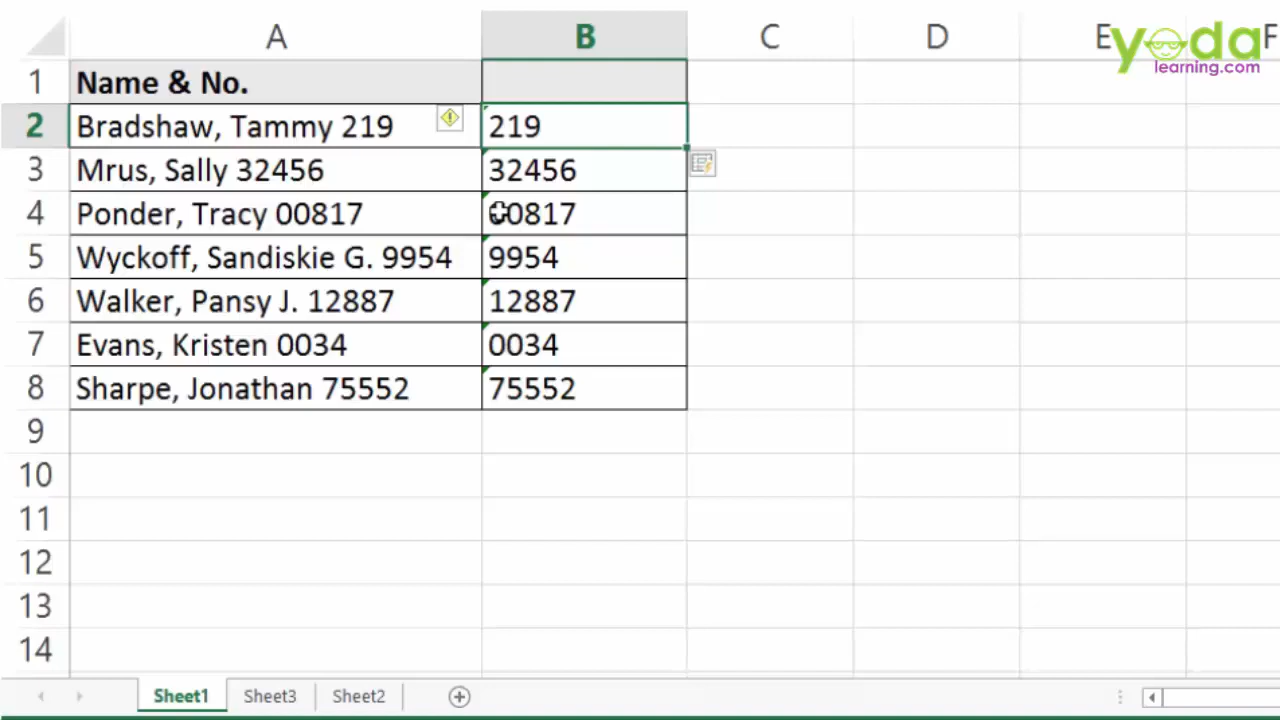 yoda
learning.com
A B C D E F
1 Name & No.
2 Bradshaw, Tammy 219 219
3 Mrus, Sally 32456 32456
4 Ponder, Tracy 00817 00817
5 Wyckoff, Sandiskie G. 9954 9954
6 Walker, Pansy J. 12887 12887
7 Evans, Kristen 0034 0034
8 Sharpe, Jonathan 75552 75552
9
10
11
12
13
14
Sheet1 Sheet3 Sheet2